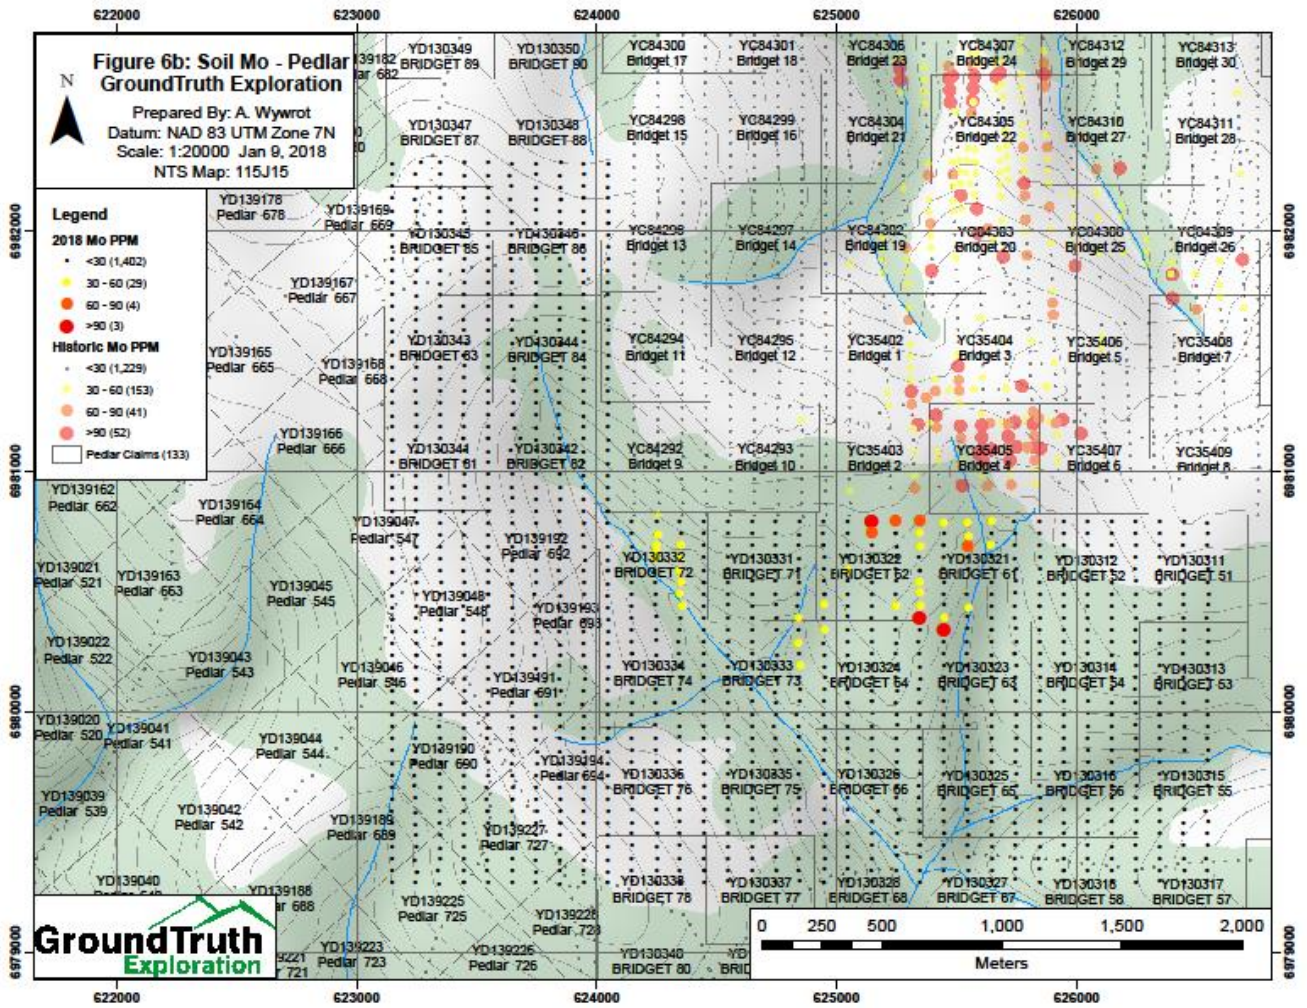 622000 623000 624000 625000 626000
Figure 6b: Soil Mo - Pedlar
GroundTruth Exploration
Prepared By: A. Wywrot
Datum: NAD 83 UTM Zone 7N
Scale: 1:20000 Jan 9, 2018
NTS Map: 115J15
N
Legend
2018 Mo PPM
<30 (1,402)
30 - 60 (29)
60 - 90 (4)
>90 (3)
Historic Mo PPM
<30 (1,229)
30 - 60 (153)
60 - 90 (41)
>90 (52)
Pedlar Claims (133)
YD130349 YD130350 YC84300 YC84301 YC84306 YC84307 YC84312 YC84313
BRIDGET 89 BRIDGET 90 Bridget 17 Bridget 18 Bridget 23 Bridget 24 Bridget 29 Bridget 30
YD130347 YD130348 YC84298 YC84299 YC84304 YC84305 YC84310 YC84311
BRIDGET 87 BRIDGET 88 Bridget 15 Bridget 16 Bridget 21 Bridget 22 Bridget 27 Bridget 28
YD139178 YD139169
Pedlar 678 Pedlar 669
6982000
YD130345 YD130346 YC84297 YC84302 YC84309
BRIDGET 85 BRIDGET 86 Bridget 13 Bridget 14 Bridget 19 Bridget 20 Bridget 25 Bridget 26
YD139167
Pedlar 667
YD139165 YD139168 YD130343 YD130344 YC84294 YC84295 YC35402 YC35404 YC35406 YC35408
Pedlar 665 Pedlar 668 BRIDGET 83 BRIDGET 84 Bridget 11 Bridget 12 Bridget 1 Bridget 3 Bridget 5 Bridget 7
YD139166 YD130341 YD130342 YC84292 YC84293 YC35403 YC35405 YC35407 YC35409
Pedlar 666 BRIDGET 81 BRIDGET 82 Bridget 9 Bridget 10 Bridget 2 Bridget 4 Bridget 6 Bridget 8
6981000
YD139162 YD139164 YD139047 YD139192
Pedlar 662 Pedlar 664 Pedlar 547 Pedlar 692
YD130332 YD130331 YD130322 YD130321 YD130312 YD130311
BRIDGET 72 BRIDGET 71 BRIDGET 62 BRIDGET 61 BRIDGET 52 BRIDGET 51
YD139021 YD139163 YD139045 YD139048 YD139193
Pedlar 521 Pedlar 663 Pedlar 545 Pedlar 548 Pedlar 693
YD139022 YD139043 YD139046 YD139191
Pedlar 522 Pedlar 543 Pedlar 546 Pedlar 691
YD130334 YD130333 YD130324 YD130323 YD130314 YD130313
BRIDGET 74 BRIDGET 73 BRIDGET 64 BRIDGET 63 BRIDGET 54 BRIDGET 53
6980000
YD139020 YD139041 YD139044 YD139190 YD139194
Pedlar 520 Pedlar 541 Pedlar 544 Pedlar 690 Pedlar 694
YD130336 YD130335 YD130326 YD130325 YD130316 YD130315
BRIDGET 76 BRIDGET 75 BRIDGET 66 BRIDGET 65 BRIDGET 56 BRIDGET 55
YD139039 YD139042 YD139189 YD139227
Pedlar 539 Pedlar 542 Pedlar 689 Pedlar 727
YD139040 YD139188 YD139225 YD139226
Pedlar 725
YD130338 YD130337 YD130328 YD130327 YD130318 YD130317
BRIDGET 78 BRIDGET 77 BRIDGET 68 BRIDGET 67 BRIDGET 58 BRIDGET 57
GroundTruth
Exploration
YD139223
Pedlar 723 Pedlar 726
YD130340
BRIDGET 80
0 250 500 1,000 1,500 2,000
Meters
6979000
622000 623000 624000 625000 626000